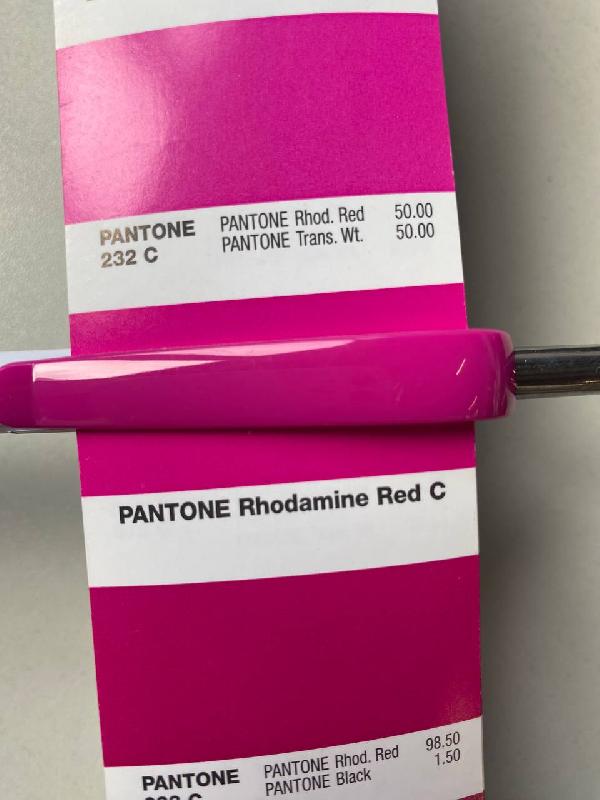 PANTONE
232 C
PANTONE Rhod. Red 50.00
PANTONE Trans. Wt. 50.00
PANTONE Rhodamine Red C
PANTONE
PANTONE Rhod. Red 98.50
PANTONE Black 1.50